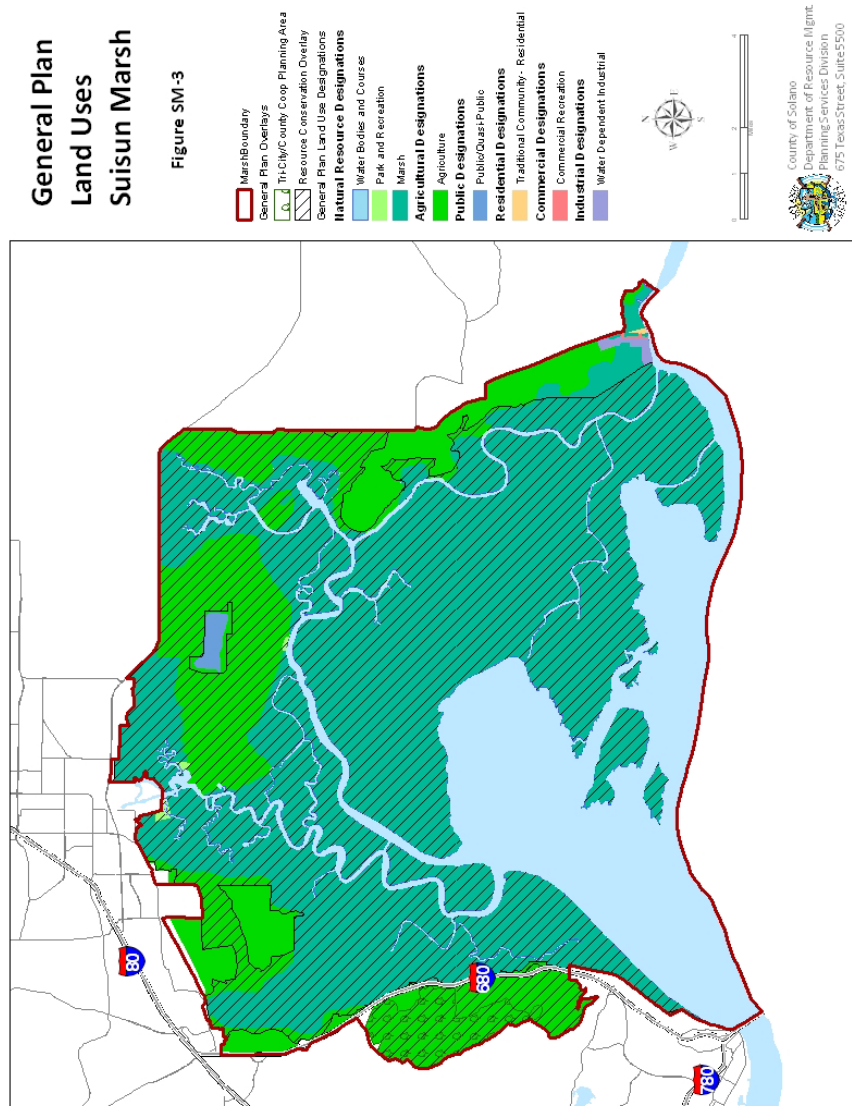 General Plan
Land Uses
Suisun Marsh
Figure SM-3
Marsh Boundary
General Plan Overlays
Tri-City/County Coop Planning Area
Resource Conservation Overlay
General Plan Land Use Designations
Natural Resource Designations
Water Bodies and Courses
Park and Recreation
Marsh
Agricultural Designations
Agriculture
Public Designations
Public/Quasi-Public
Residential Designations
Traditional Community - Residential
Commercial Designations
Commercial Recreation
Industrial Designations
Water Dependent Industrial
N
W E
S
0 1 2 4
County of Solano
Department of Resource Mgmt.
Planning Services Division
675 Texas Street, Suite 5500
80
680
780